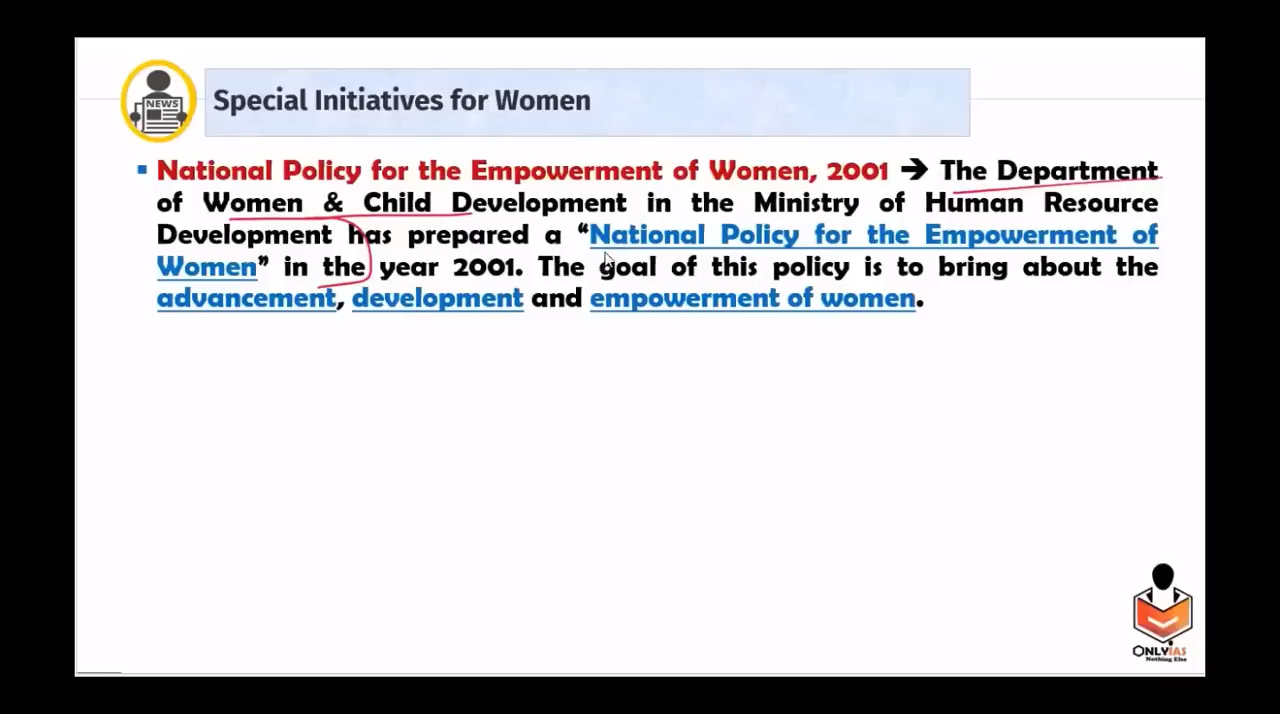 NEWS
Special Initiatives for Women
▪ National Policy for the Empowerment of Women, 2001 ➔ The Department
of Women & Child Development in the Ministry of Human Resource
Development has prepared a “National Policy for the Empowerment of
Women” in the year 2001. The goal of this policy is to bring about the
advancement, development and empowerment of women.
ONLYIAS
Nothing Else